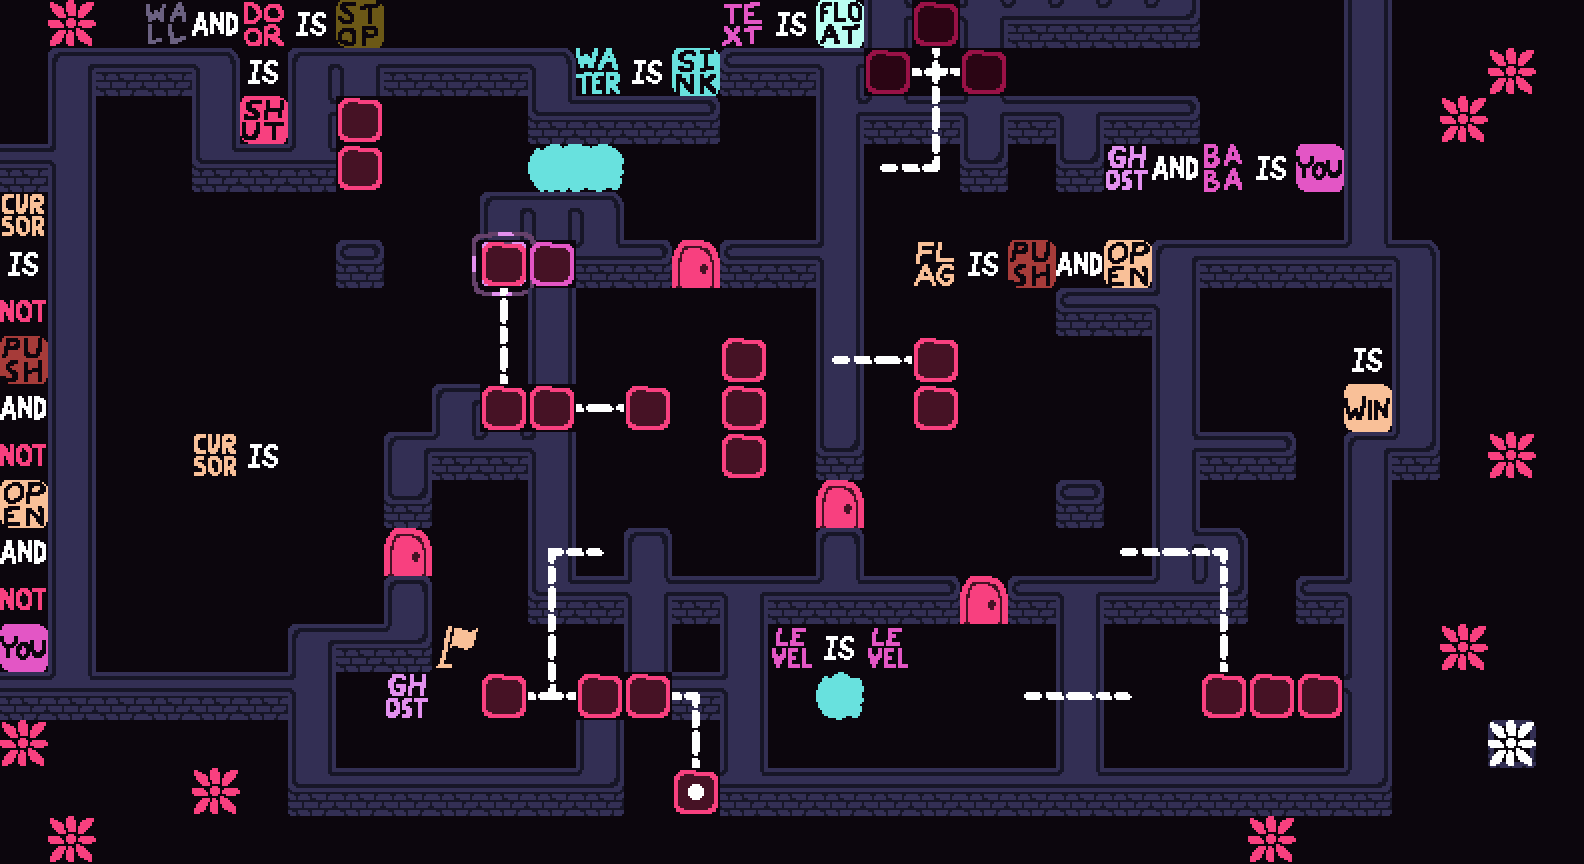 WALL AND DOOR IS STOP
IS
SHUT
TEXT IS FLOAT
WATER IS SINK
GHOST AND BABA IS YOU
CURSOR
IS
NOT
PUSH
AND
NOT
OPEN
AND
NOT
YOU
FLAG IS PUSH AND OPEN
IS
WIN
CURSOR IS
LEVEL IS LEVEL
GHOST